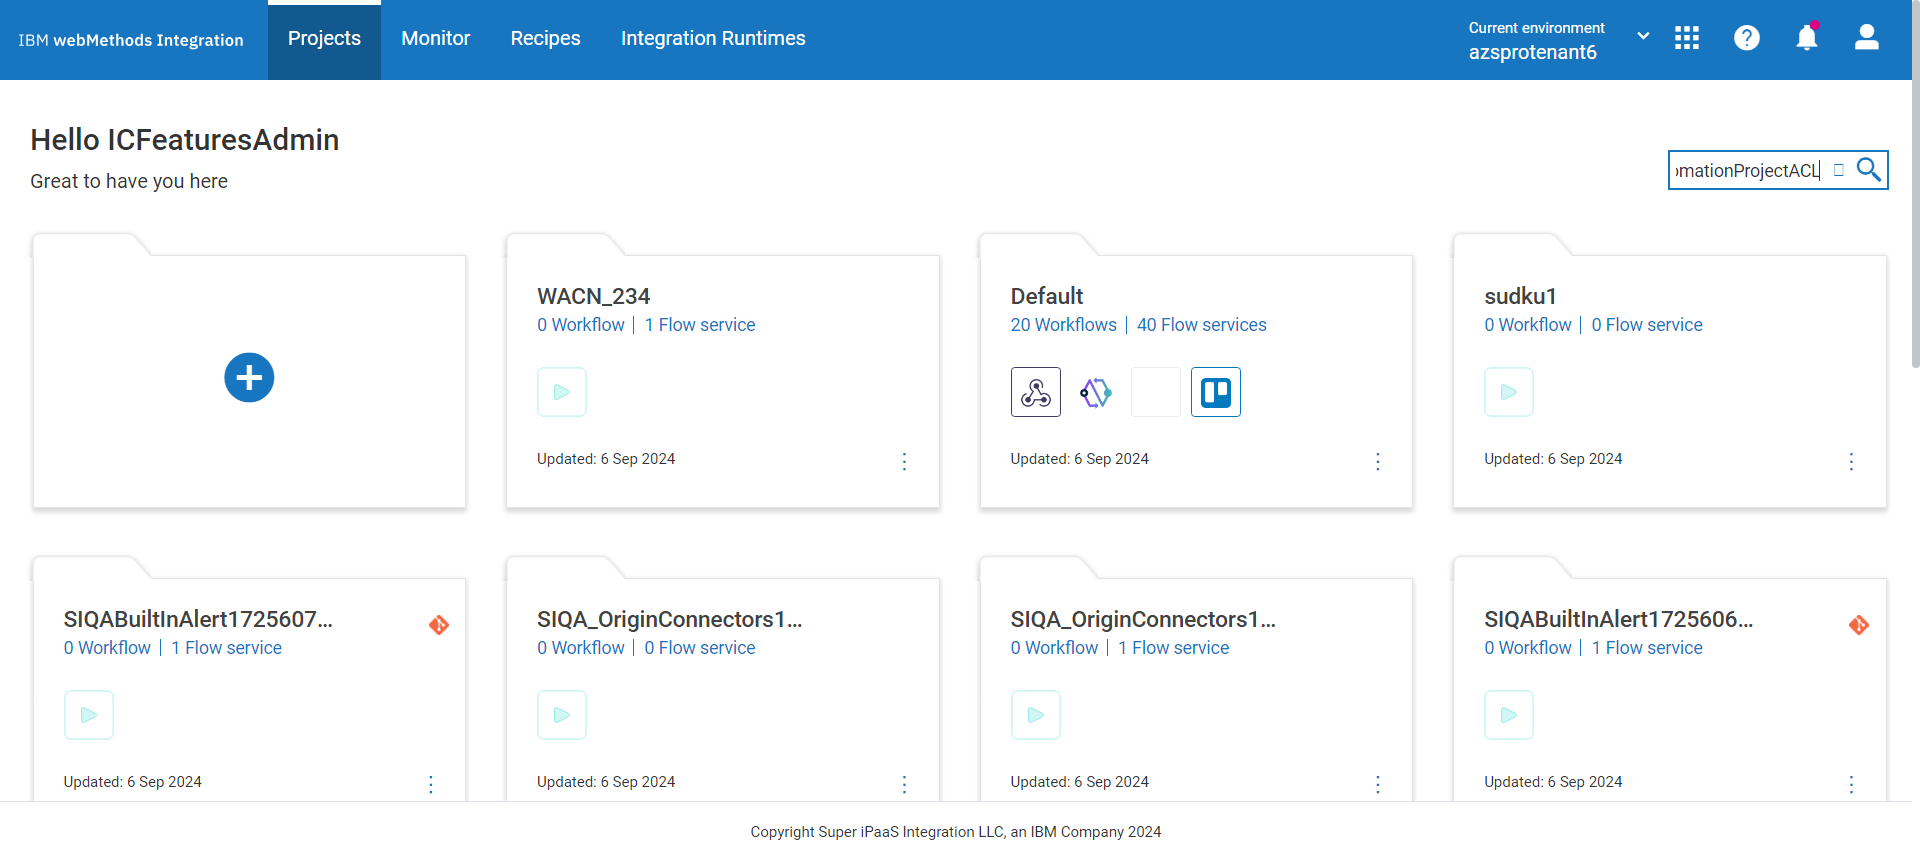 IBM webMethods Integration
Projects
Monitor
Recipes
Integration Runtimes
Current environment
azsprotenant6
Hello ICFeaturesAdmin
Great to have you here
omationProjectACL
WACN_234
0 Workflow | 1 Flow service
Updated: 6 Sep 2024
Default
20 Workflows | 40 Flow services
Updated: 6 Sep 2024
sudku1
0 Workflow | 0 Flow service
Updated: 6 Sep 2024
SIQABuiltInAlert1725607...
0 Workflow | 1 Flow service
Updated: 6 Sep 2024
SIQA_OriginConnectors1...
0 Workflow | 0 Flow service
Updated: 6 Sep 2024
SIQA_OriginConnectors1...
0 Workflow | 1 Flow service
Updated: 6 Sep 2024
SIQABuiltInAlert1725606...
0 Workflow | 1 Flow service
Updated: 6 Sep 2024
Copyright Super iPaaS Integration LLC, an IBM Company 2024